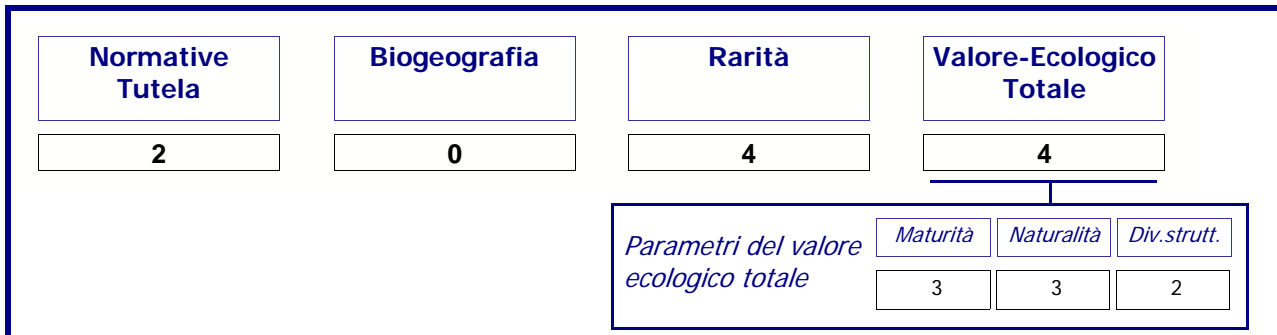 Normative
Tutela
Biogeografia
Rarità
Valore-Ecologico
Totale
2
0
4
4
Parametri del valore
ecologico totale
Maturità
Naturalità
Div.strutt.
3
3
2